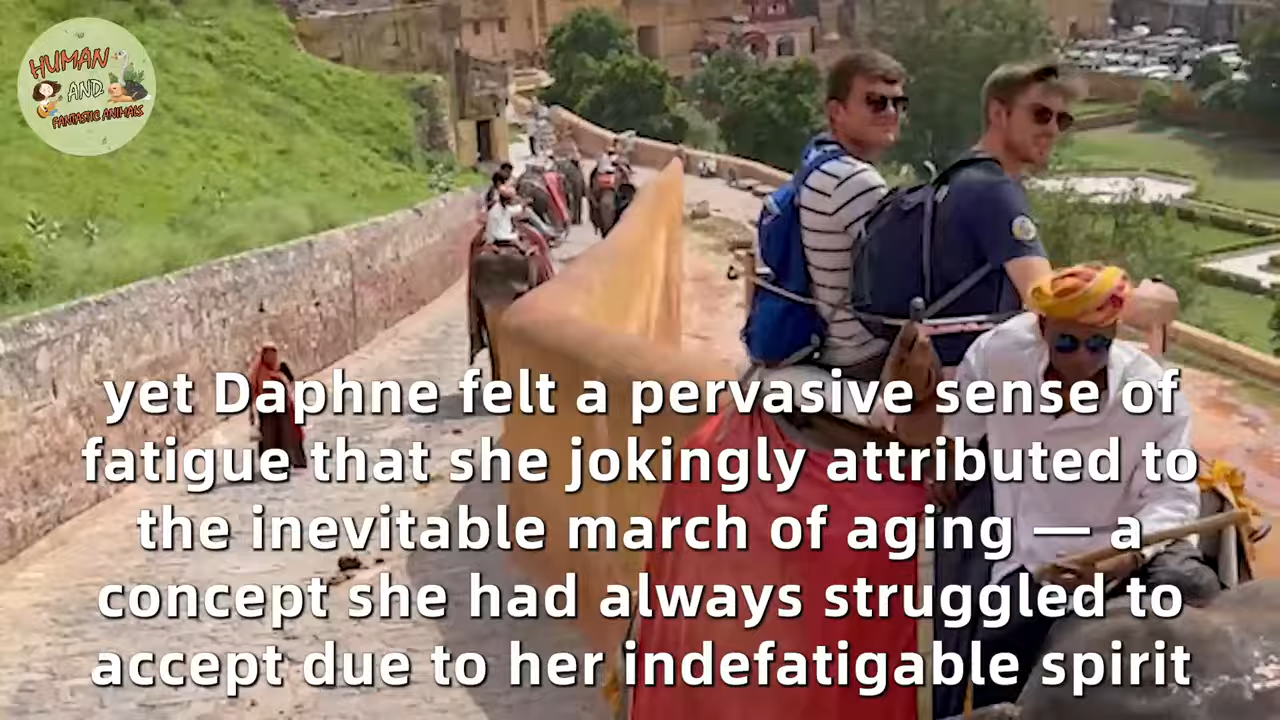 HUMAN
AND
FANTASTIC ANIMALS
yet Daphne felt a pervasive sense of
fatigue that she jokingly attributed to
the inevitable march of aging — a
concept she had always struggled to
accept due to her indefatigable spirit